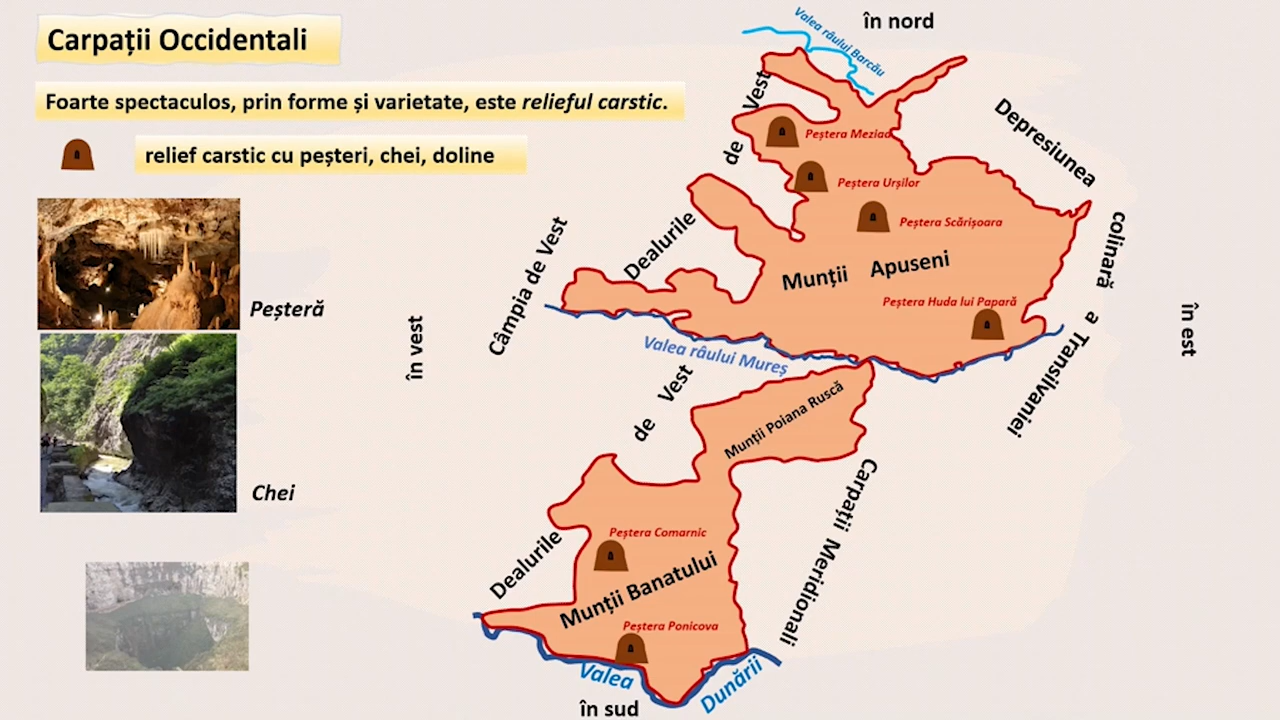 Carpații Occidentali
Foarte spectaculos, prin forme și varietate, este relieful carstic.
relief carstic cu peșteri, chei, doline
Peșteră
Chei
în nord
Valea râului Barcău
de Vest
Dealurile
Câmpia de Vest
în vest
Depresiunea
colinară
a Transilvaniei
în est
Peștera Meziad
Peștera Urșilor
Peștera Scărișoara
Munții Apuseni
Peștera Huda lui Papară
Valea râului Mureș
de Vest
Munții Poiana Ruscă
Dealurile
Carpații Meridionali
Peștera Comarnic
Munții Banatului
Peștera Ponicova
Valea
Dunării
în sud